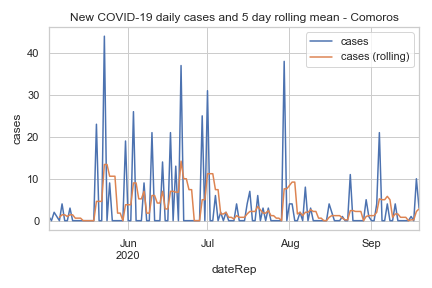 New COVID-19 daily cases and 5 day rolling mean - Comoros
cases
cases (rolling)
cases
40
30
20
10
0
Jun
2020
Jul
Aug
Sep
dateRep